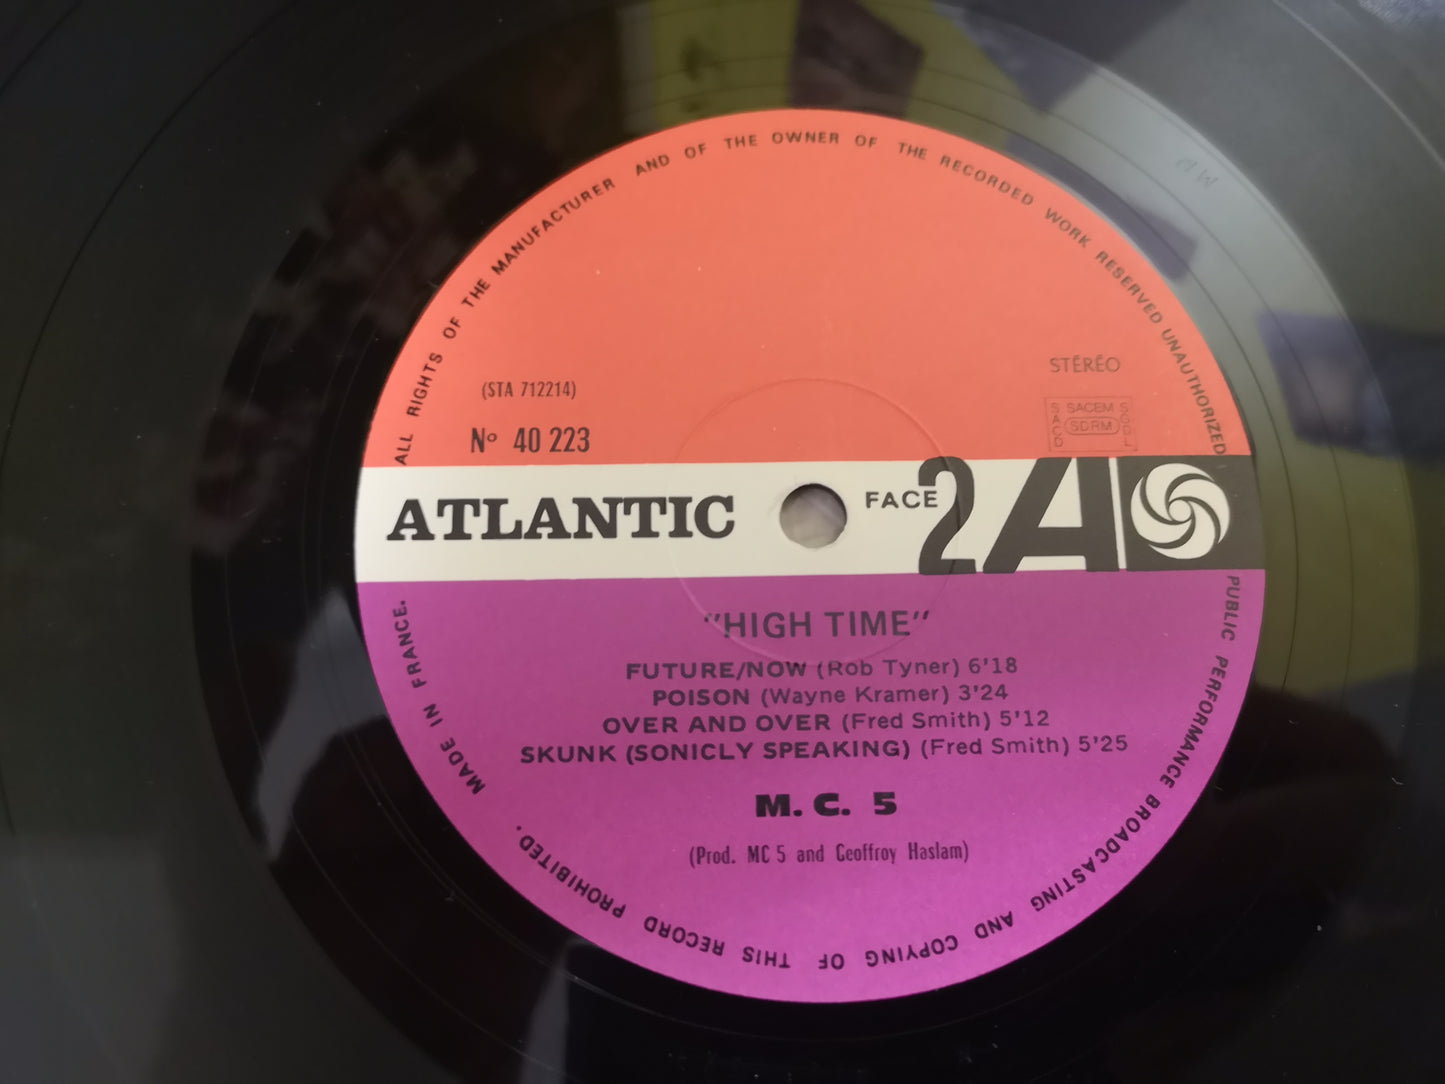 ALL RIGHTS OF THE MANUFACTURER AND OF THE OWNER OF THE RECORDED WORK RESERVED UNAUTHORIZED
STÉRÉO
(STA 712214)
Nº 40 223
SACEM
SACD
SDRM
SGDL
ATLANTIC
FACE 2
A
"HIGH TIME"
FUTURE/NOW (Rob Tyner) 6'18
POISON (Wayne Kramer) 3'24
OVER AND OVER (Fred Smith) 5'12
SKUNK (SONICLY SPEAKING) (Fred Smith) 5'25
M. C. 5
(Prod. MC 5 and Geoffroy Haslam)
PUBLIC PERFORMANCE BROADCASTING AND COPYING OF THIS RECORD PROHIBITED.
MADE IN FRANCE.